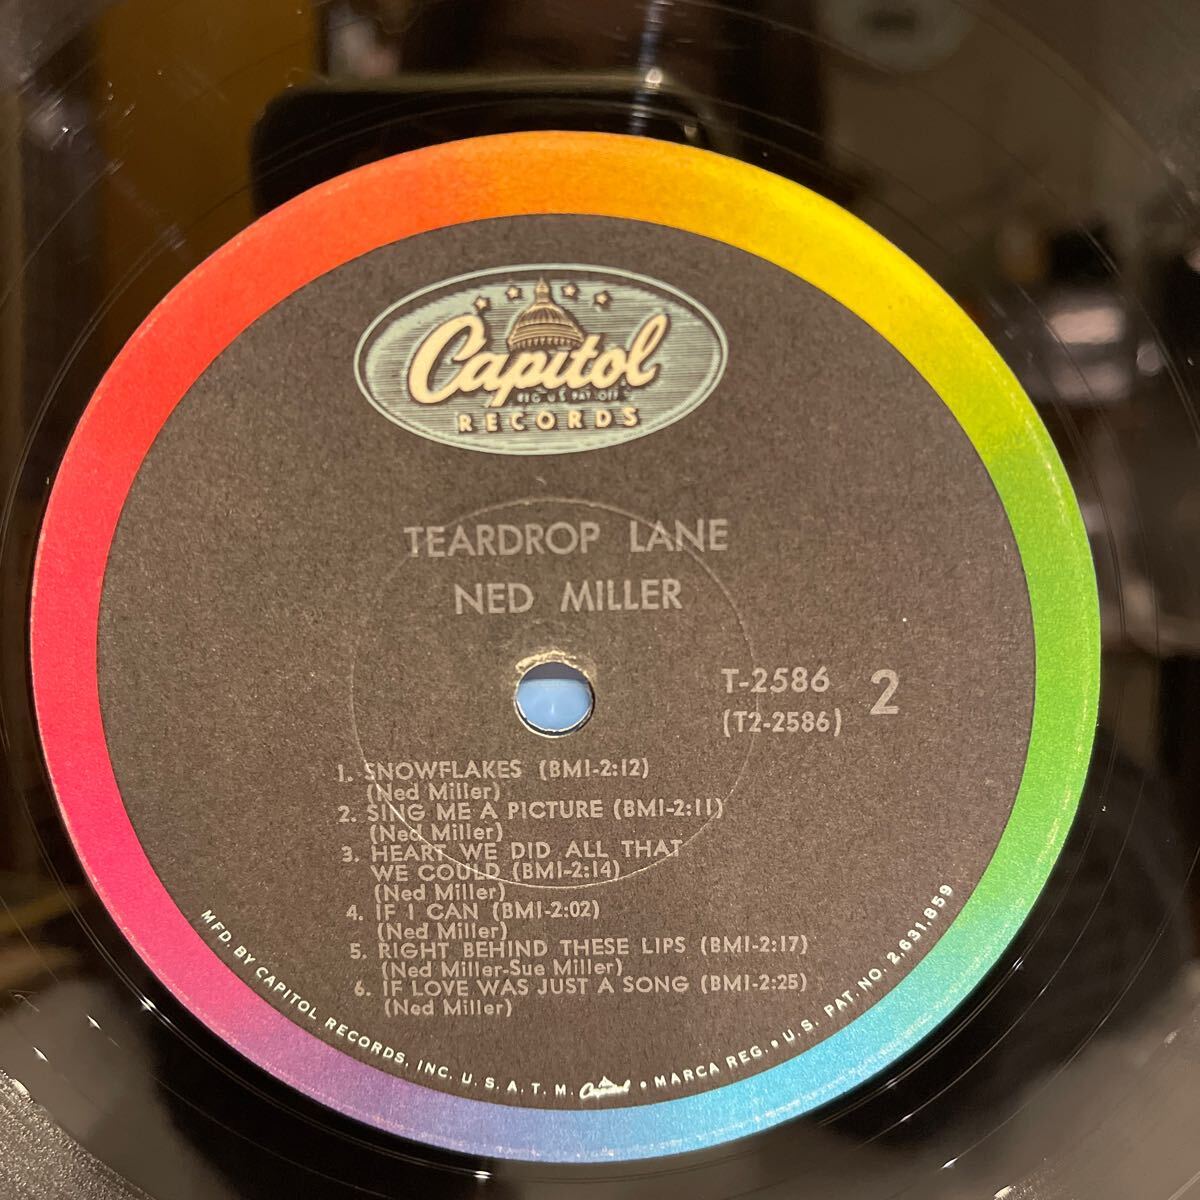 Capitol
REG. U.S. PAT. OFF.
RECORDS
TEARDROP LANE
NED MILLER
T-2586 2
(T2-2586)
1. SNOWFLAKES (BMI-2:12)
(Ned Miller)
2. SING ME A PICTURE (BMI-2:11)
(Ned Miller)
3. HEART WE DID ALL THAT
WE COULD (BMI-2:14)
(Ned Miller)
4. IF I CAN (BMI-2:02)
(Ned Miller)
5. RIGHT BEHIND THESE LIPS (BMI-2:17)
(Ned Miller-Sue Miller)
6. IF LOVE WAS JUST A SONG (BMI-2:25)
(Ned Miller)
MFD. BY CAPITOL RECORDS, INC. U.S.A. T.M. Capitol • MARCA REG. • U.S. PAT. NO. 2,631,859